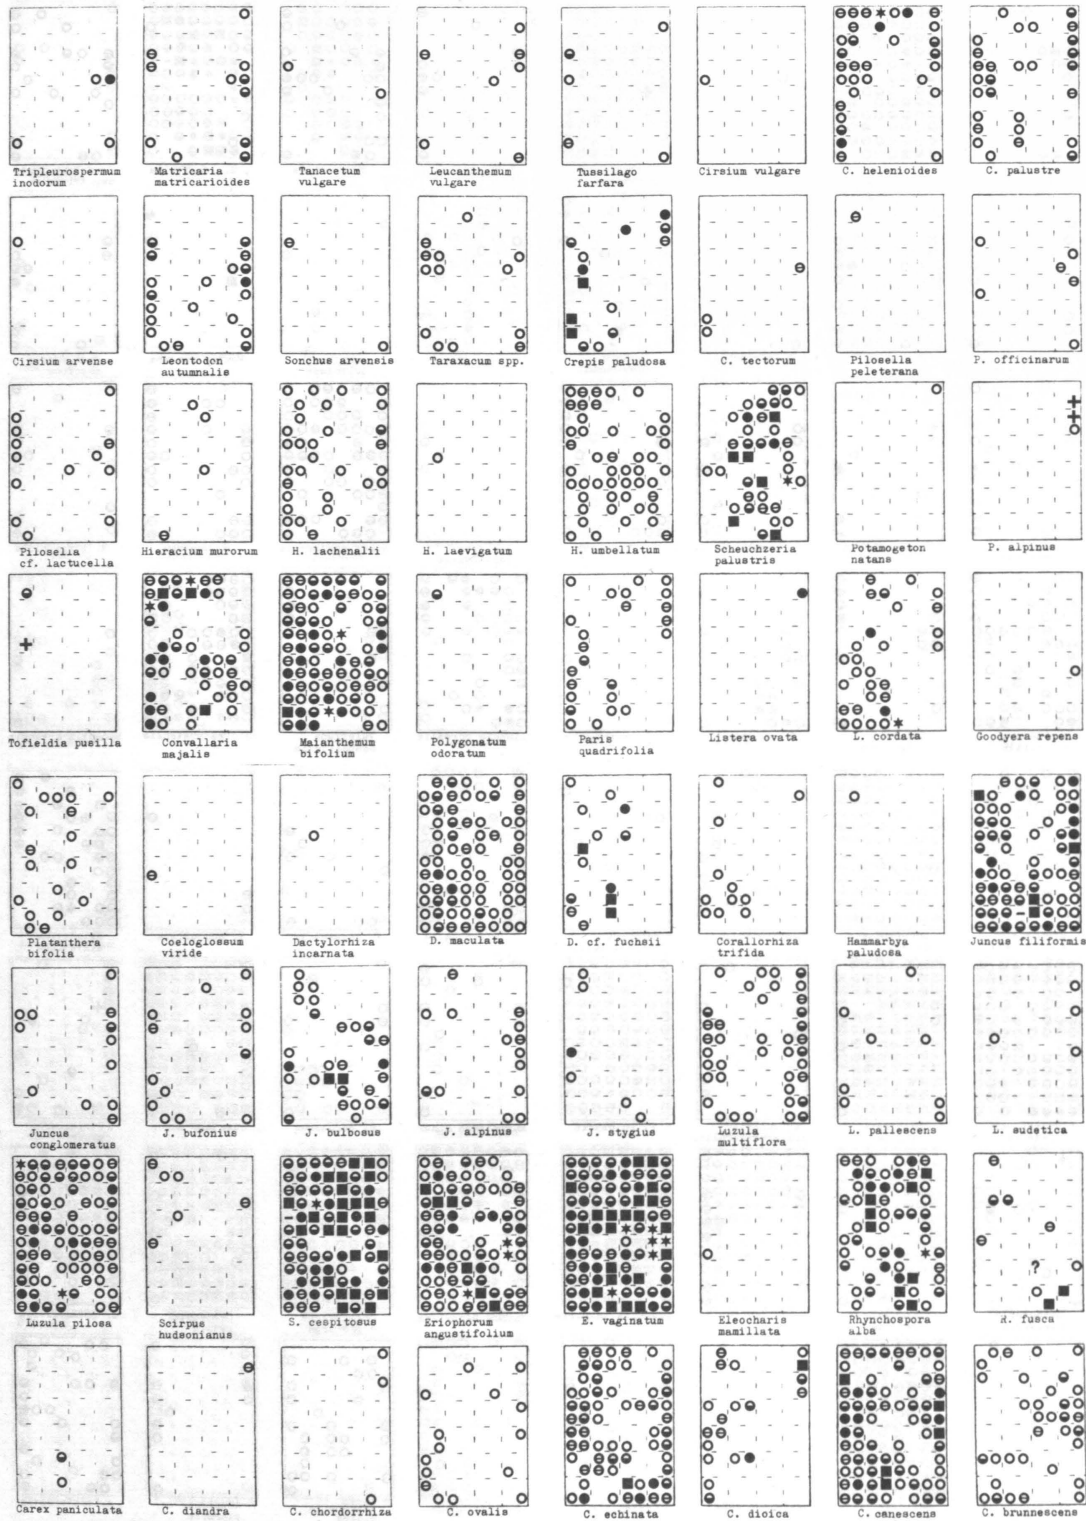 Tripleurospermum
inodorum
Matricaria
matricarioides
Tanacetum
vulgare
Leucanthemum
vulgare
Tussilago
farfara
Cirsium vulgare
C. helenioides
C. palustre
Cirsium arvense
Leontodon
autumnalis
Sonchus arvensis
Taraxacum spp.
Crepis paludosa
C. tectorum
Pilosella
peleterana
P. officinarum
Pilosella
cf. lactucella
Hieracium murorum
H. lachenalii
H. laevigatum
H. umbellatum
Scheuchzeria
palustris
Potamogeton
natans
P. alpinus
Tofieldia pusilla
Convallaria
majalis
Maianthemum
bifolium
Polygonatum
odoratum
Paris
quadrifolia
Listera ovata
L. cordata
Goodyera repens
Platanthera
bifolia
Coeloglossum
viride
Dactylorhiza
incarnata
D. maculata
D. cf. fuchsii
Corallorhiza
trifida
Hammarbya
paludosa
Juncus filiformis
Juncus
conglomeratus
J. bufonius
J. bulbosus
J. alpinus
J. stygius
Luzula
multiflora
L. pallescens
L. sudetica
Luzula pilosa
Scirpus
hudsonianus
S. cespitosus
Eriophorum
angustifolium
E. vaginatum
Eleocharis
mamillata
Rhynchospora
alba
?
R. fusca
Carex paniculata
C. diandra
C. chordorrhiza
C. ovalis
C. echinata
C. dioica
C. canescens
C. brunnescens